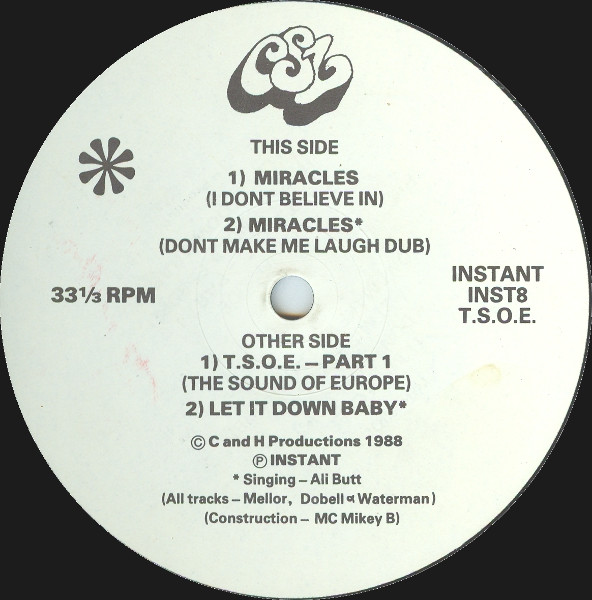 THIS SIDE
1) MIRACLES
(I DONT BELIEVE IN)
2) MIRACLES*
(DONT MAKE ME LAUGH DUB)
33 1/3 RPM
INSTANT
INST8
T.S.O.E.
OTHER SIDE
1) T.S.O.E. – PART 1
(THE SOUND OF EUROPE)
2) LET IT DOWN BABY*
© C and H Productions 1988
℗ INSTANT
* Singing – Ali Butt
(All tracks – Mellor, Dobell & Waterman)
(Construction – MC Mikey B)